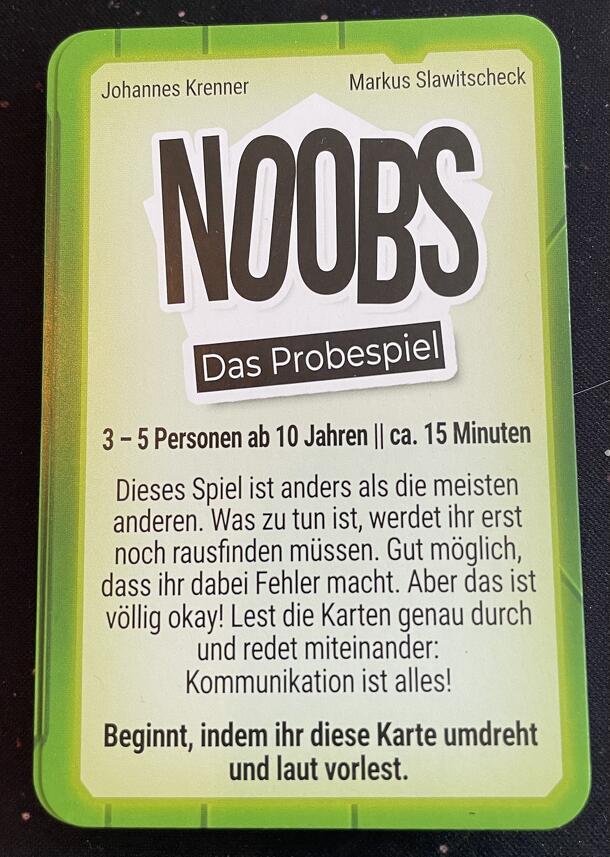 Johannes Krenner
Markus Slawitscheck
NOOBS
Das Probespiel
3 – 5 Personen ab 10 Jahren || ca. 15 Minuten
Dieses Spiel ist anders als die meisten
anderen. Was zu tun ist, werdet ihr erst
noch rausfinden müssen. Gut möglich,
dass ihr dabei Fehler macht. Aber das ist
völlig okay! Lest die Karten genau durch
und redet miteinander:
Kommunikation ist alles!
Beginnt, indem ihr diese Karte umdreht
und laut vorlest.